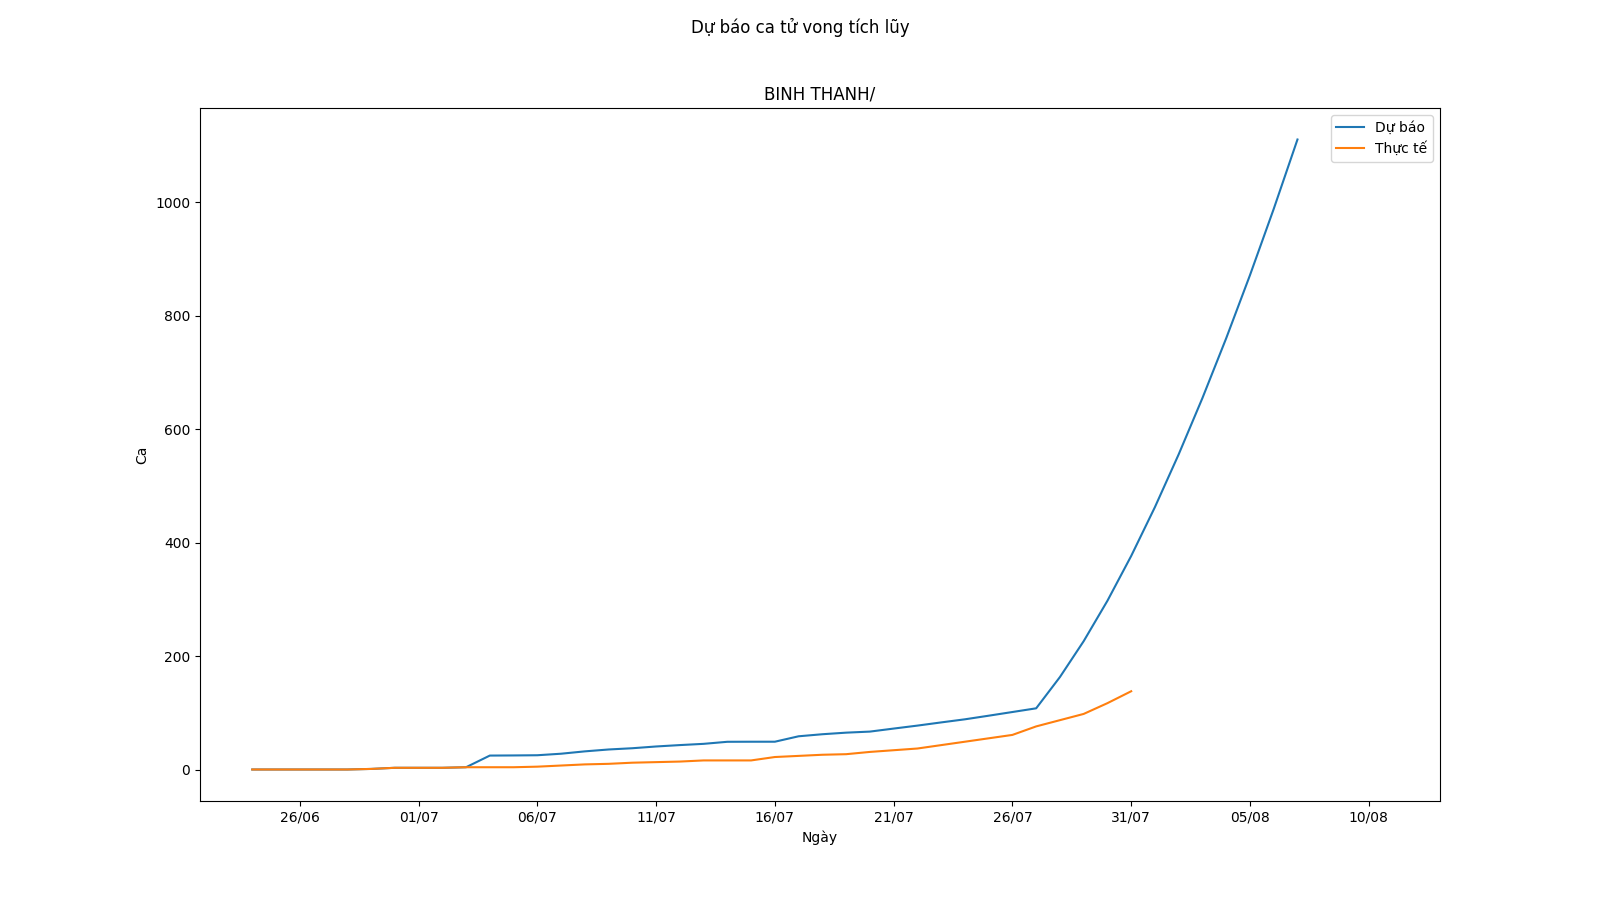 Dự báo ca tử vong tích lũy
BINH THANH/
Dự báo
Thực tế
1000
800
600
400
200
0
Ca
26/06
01/07
06/07
11/07
16/07
21/07
26/07
31/07
05/08
10/08
Ngày